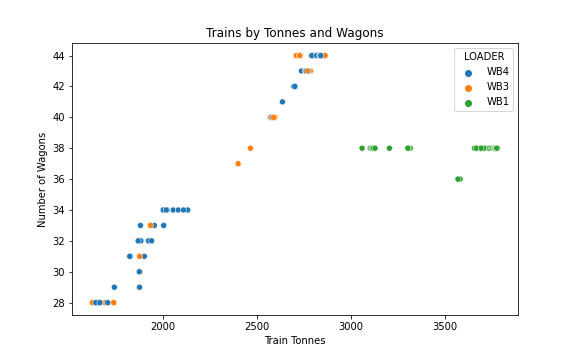 Trains by Tonnes and Wagons
44
42
40
38
36
34
32
30
28
Number of Wagons
LOADER
WB4
WB3
WB1
2000
2500
3000
3500
Train Tonnes